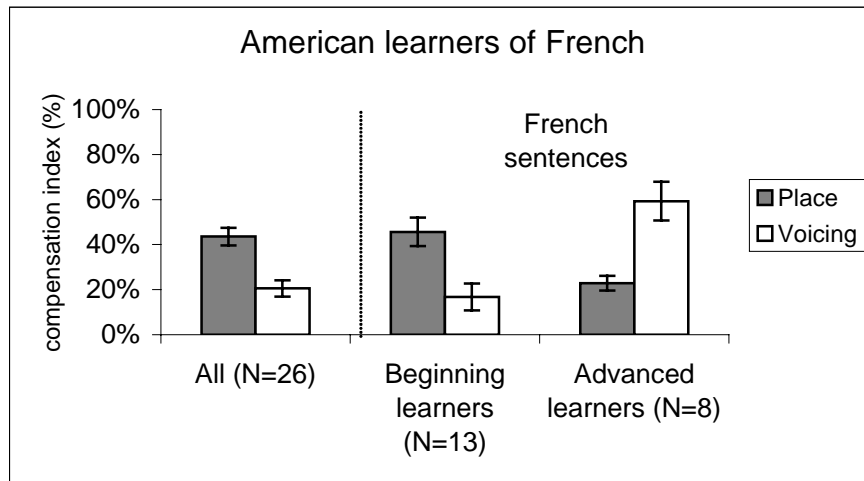 American learners of French
compensation index (%)
100%
80%
60%
40%
20%
0%
French
sentences
Place
Voicing
All (N=26)
Beginning
learners
(N=13)
Advanced
learners (N=8)